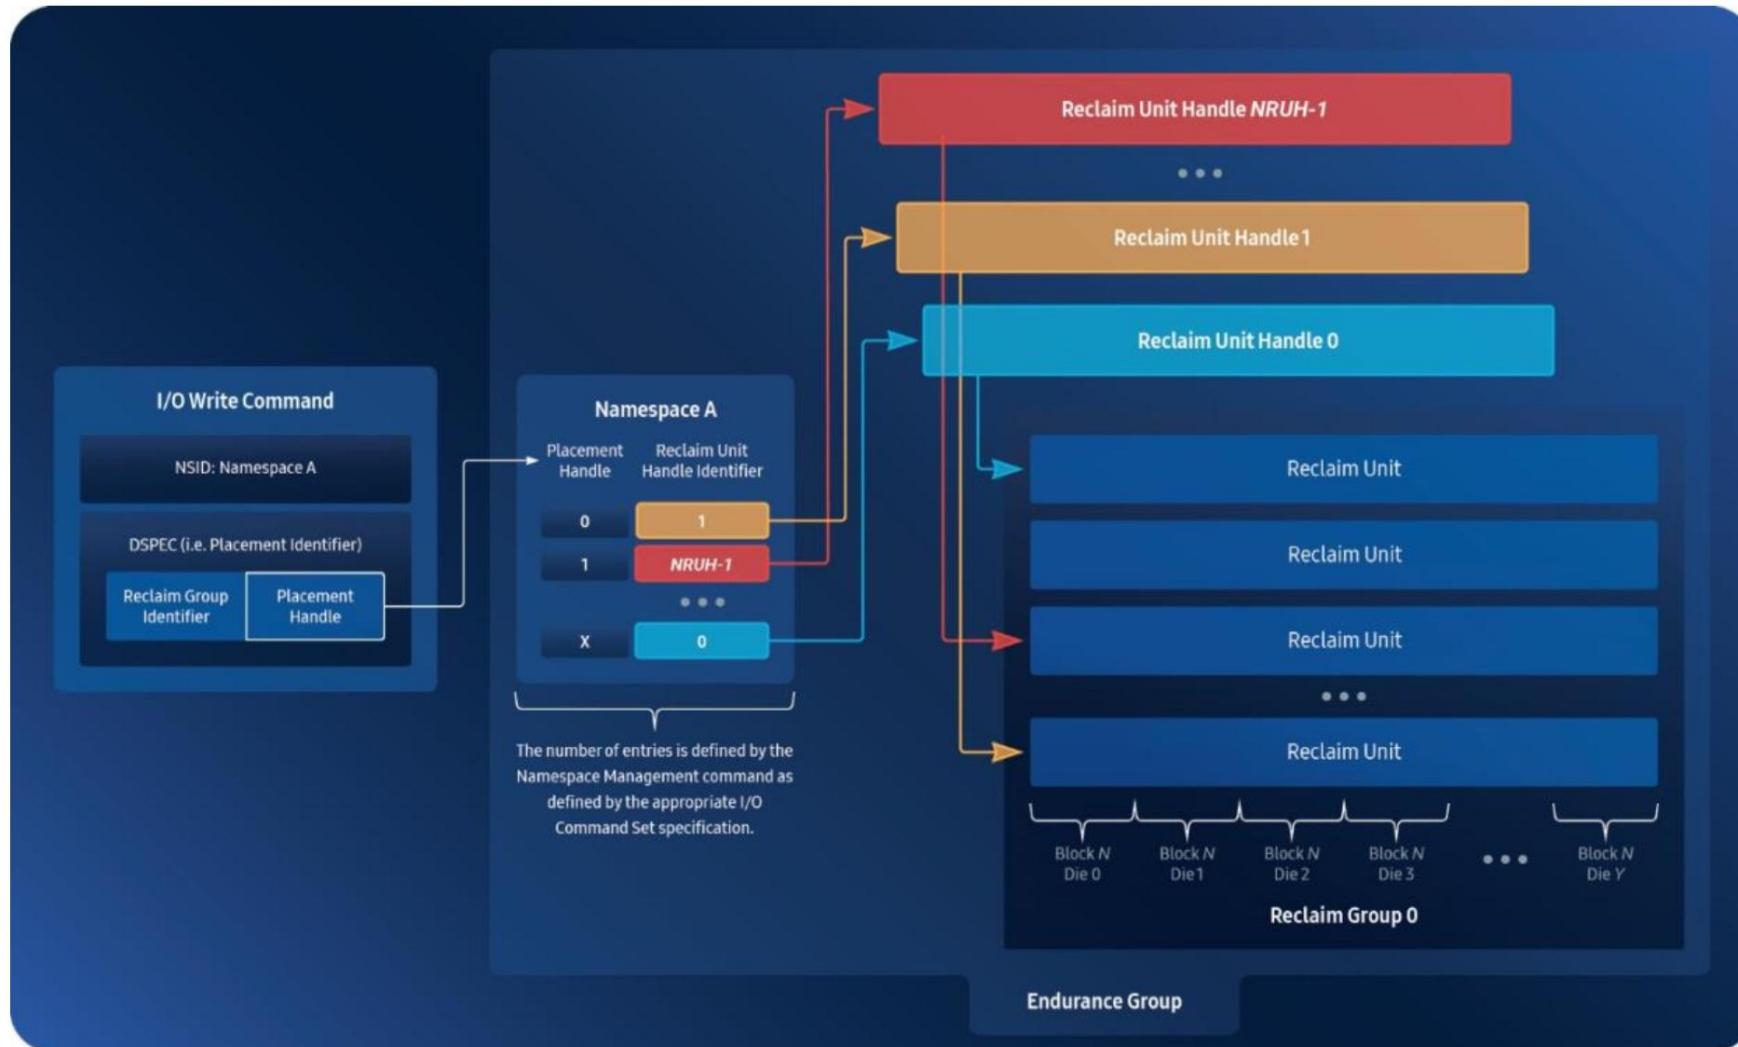 Reclaim Unit Handle NRUH-1
Reclaim Unit Handle 1
Reclaim Unit Handle 0
I/O Write Command
NSID: Namespace A
DSPEC (i.e. Placement Identifier)
Reclaim Group
Identifier
Placement
Handle
Namespace A
Placement
Handle
Reclaim Unit
Handle Identifier
0
1
1
NRUH-1
X
0
The number of entries is defined by the
Namespace Management command as
defined by the appropriate I/O
Command Set specification.
Reclaim Unit
Reclaim Unit
Reclaim Unit
Reclaim Unit
Block N
Die 0
Block N
Die 1
Block N
Die 2
Block N
Die 3
Block N
Die Y
Reclaim Group 0
Endurance Group